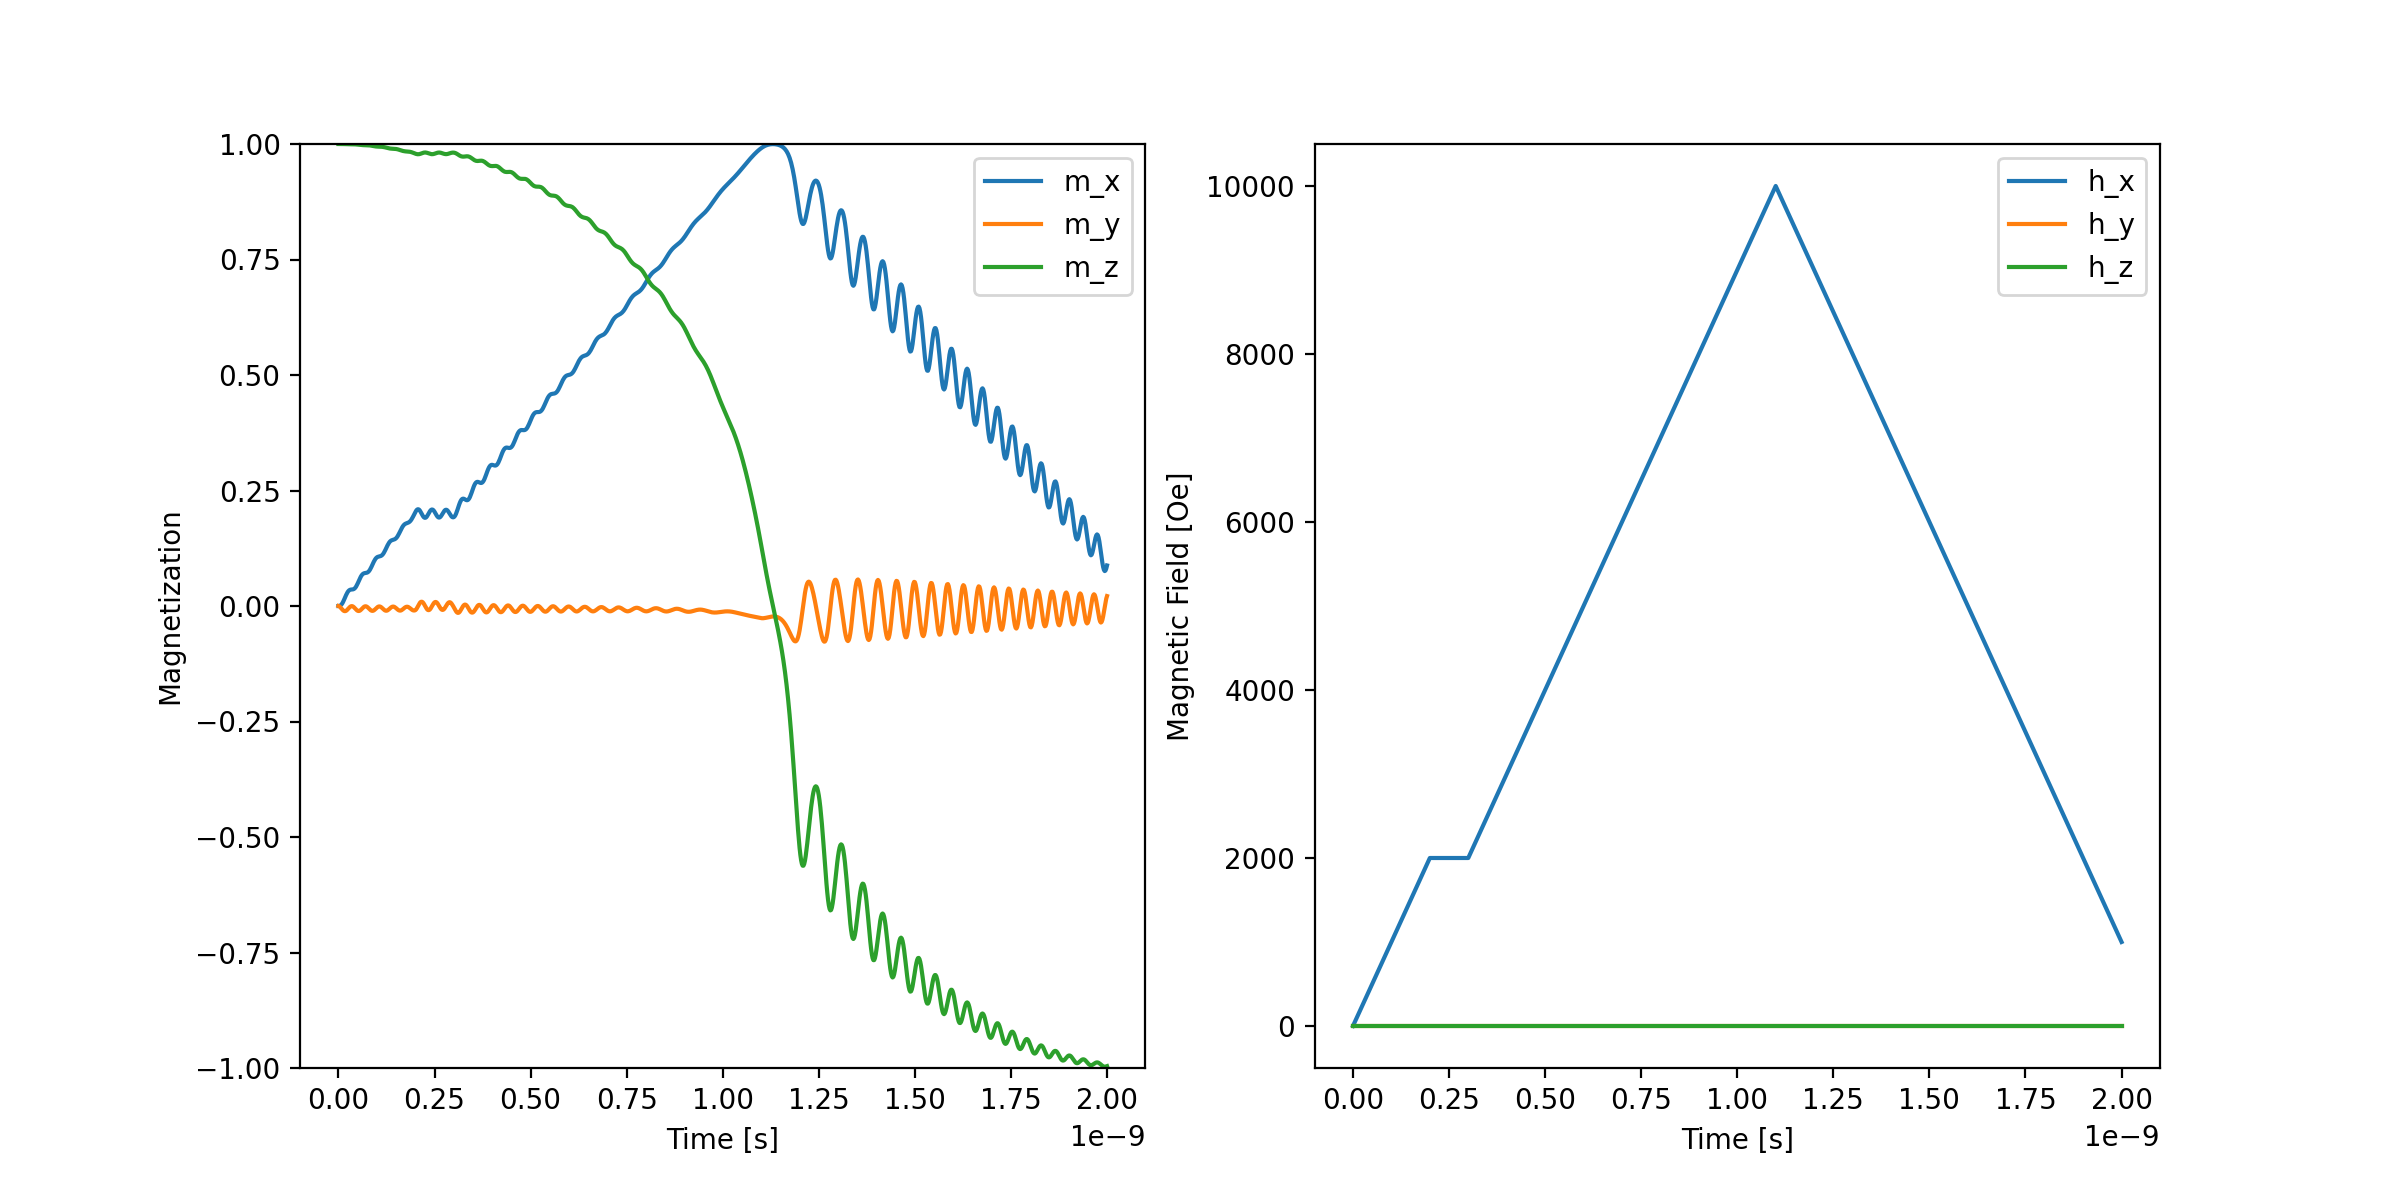 1.00
0.75
0.50
0.25
0.00
−0.25
−0.50
−0.75
−1.00
Magnetization
m_x
m_y
m_z
0.00 0.25 0.50 0.75 1.00 1.25 1.50 1.75 2.00
Time [s]
1e−9
10000
8000
6000
4000
2000
0
Magnetic Field [Oe]
h_x
h_y
h_z
0.00 0.25 0.50 0.75 1.00 1.25 1.50 1.75 2.00
Time [s]
1e−9